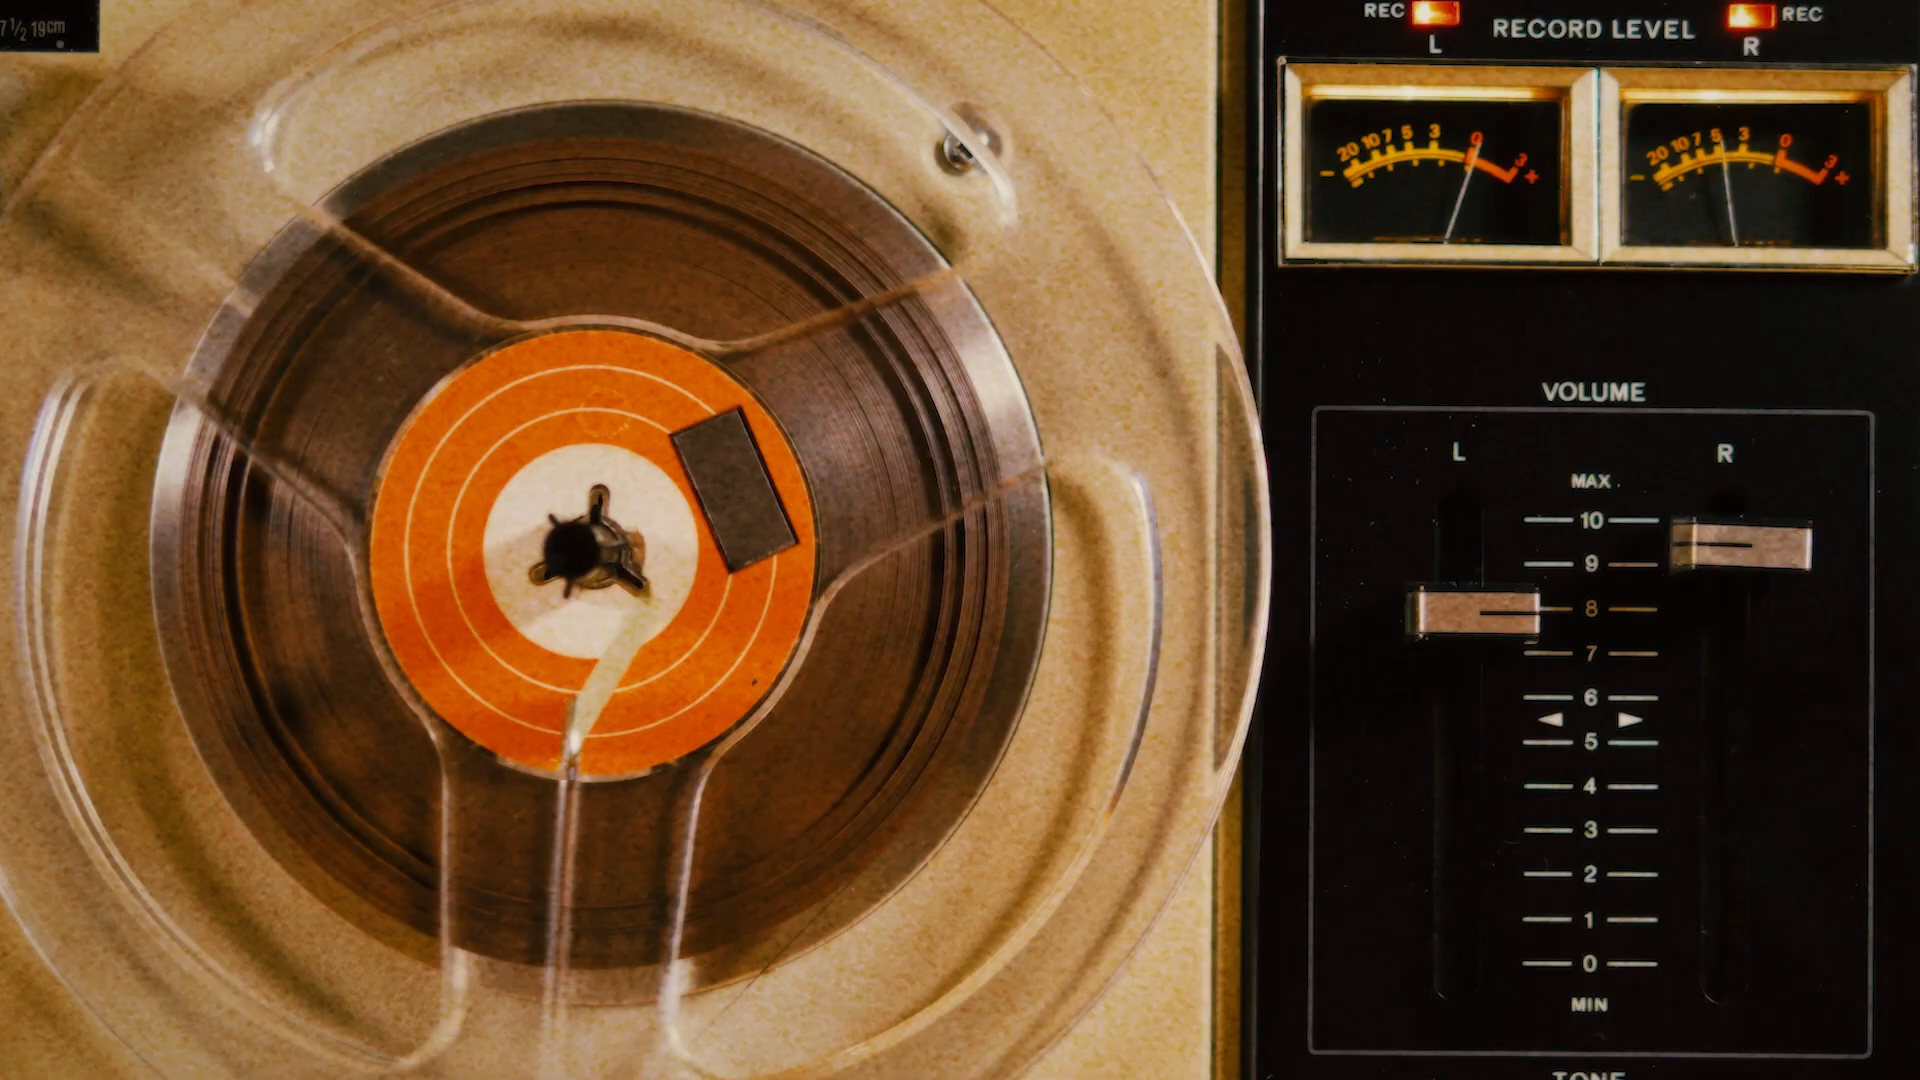 7 1/2 19cm
REC RECORD LEVEL REC
L R
20 10 7 5 3 0 3
- +
20 10 7 5 3 0 3
- +
VOLUME
L R
MAX
10
9
8
7
6
5
4
3
2
1
0
MIN
TONE